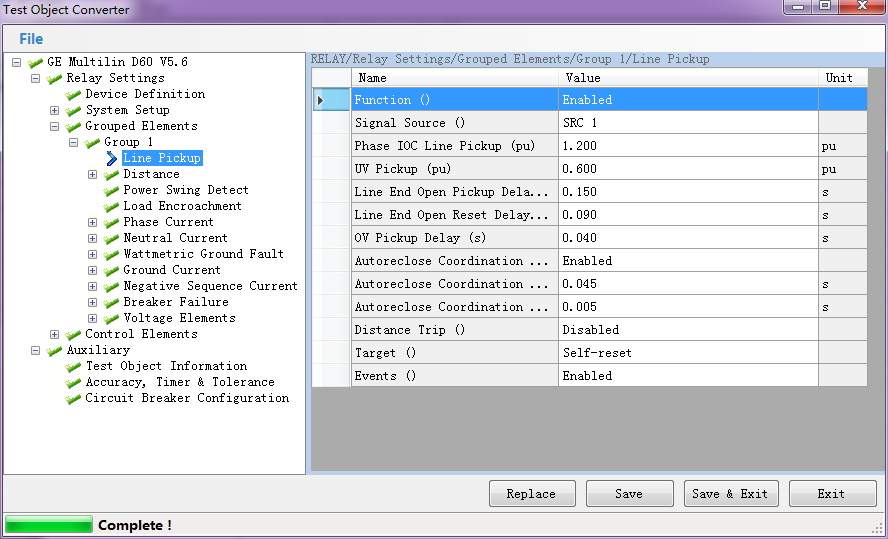 Test Object Converter
File
GE Multilin D60 V5.6
Relay Settings
Device Definition
System Setup
Grouped Elements
Group 1
Line Pickup
Distance
Power Swing Detect
Load Encroachment
Phase Current
Neutral Current
Wattmetric Ground Fault
Ground Current
Negative Sequence Current
Breaker Failure
Voltage Elements
Control Elements
Auxiliary
Test Object Information
Accuracy, Timer & Tolerance
Circuit Breaker Configuration
RELAY/Relay Settings/Grouped Elements/Group 1/Line Pickup
Name Value Unit
Function () Enabled
Signal Source () SRC 1
Phase IOC Line Pickup (pu) 1.200 pu
UV Pickup (pu) 0.600 pu
Line End Open Pickup Dela... 0.150 s
Line End Open Reset Delay... 0.090 s
OV Pickup Delay (s) 0.040 s
Autoreclose Coordination ... Enabled
Autoreclose Coordination ... 0.045 s
Autoreclose Coordination ... 0.005 s
Distance Trip () Disabled
Target () Self-reset
Events () Enabled
Replace Save Save & Exit Exit
Complete !